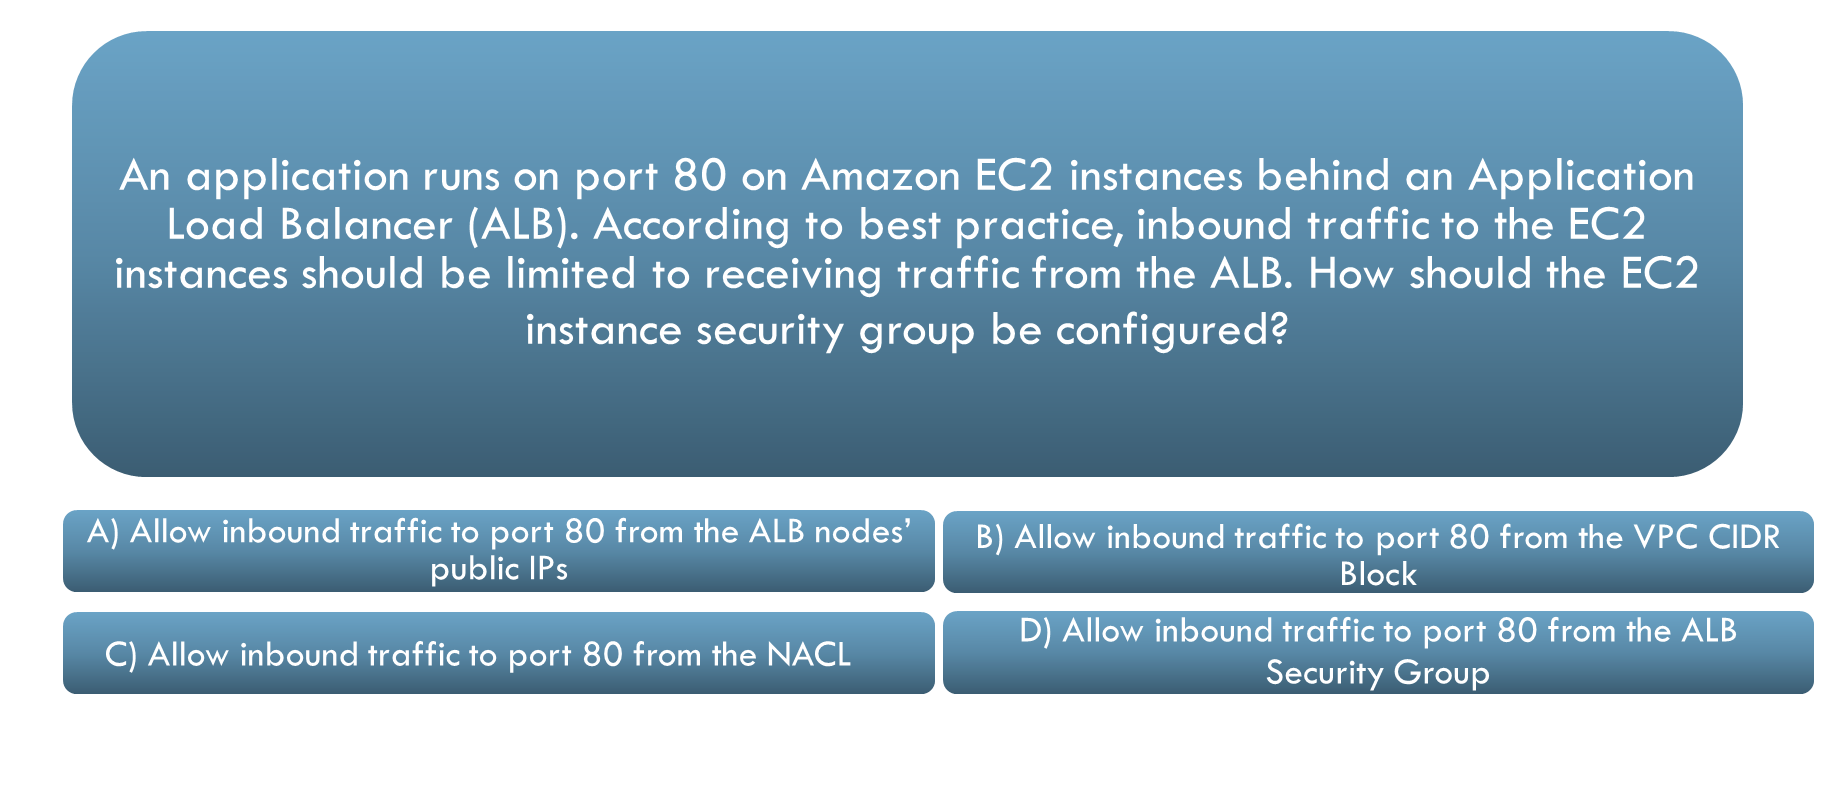 An application runs on port 80 on Amazon EC2 instances behind an Application
Load Balancer (ALB). According to best practice, inbound traffic to the EC2
instances should be limited to receiving traffic from the ALB. How should the EC2
instance security group be configured?
A) Allow inbound traffic to port 80 from the ALB nodes’
public IPs
B) Allow inbound traffic to port 80 from the VPC CIDR
Block
C) Allow inbound traffic to port 80 from the NACL
D) Allow inbound traffic to port 80 from the ALB
Security Group